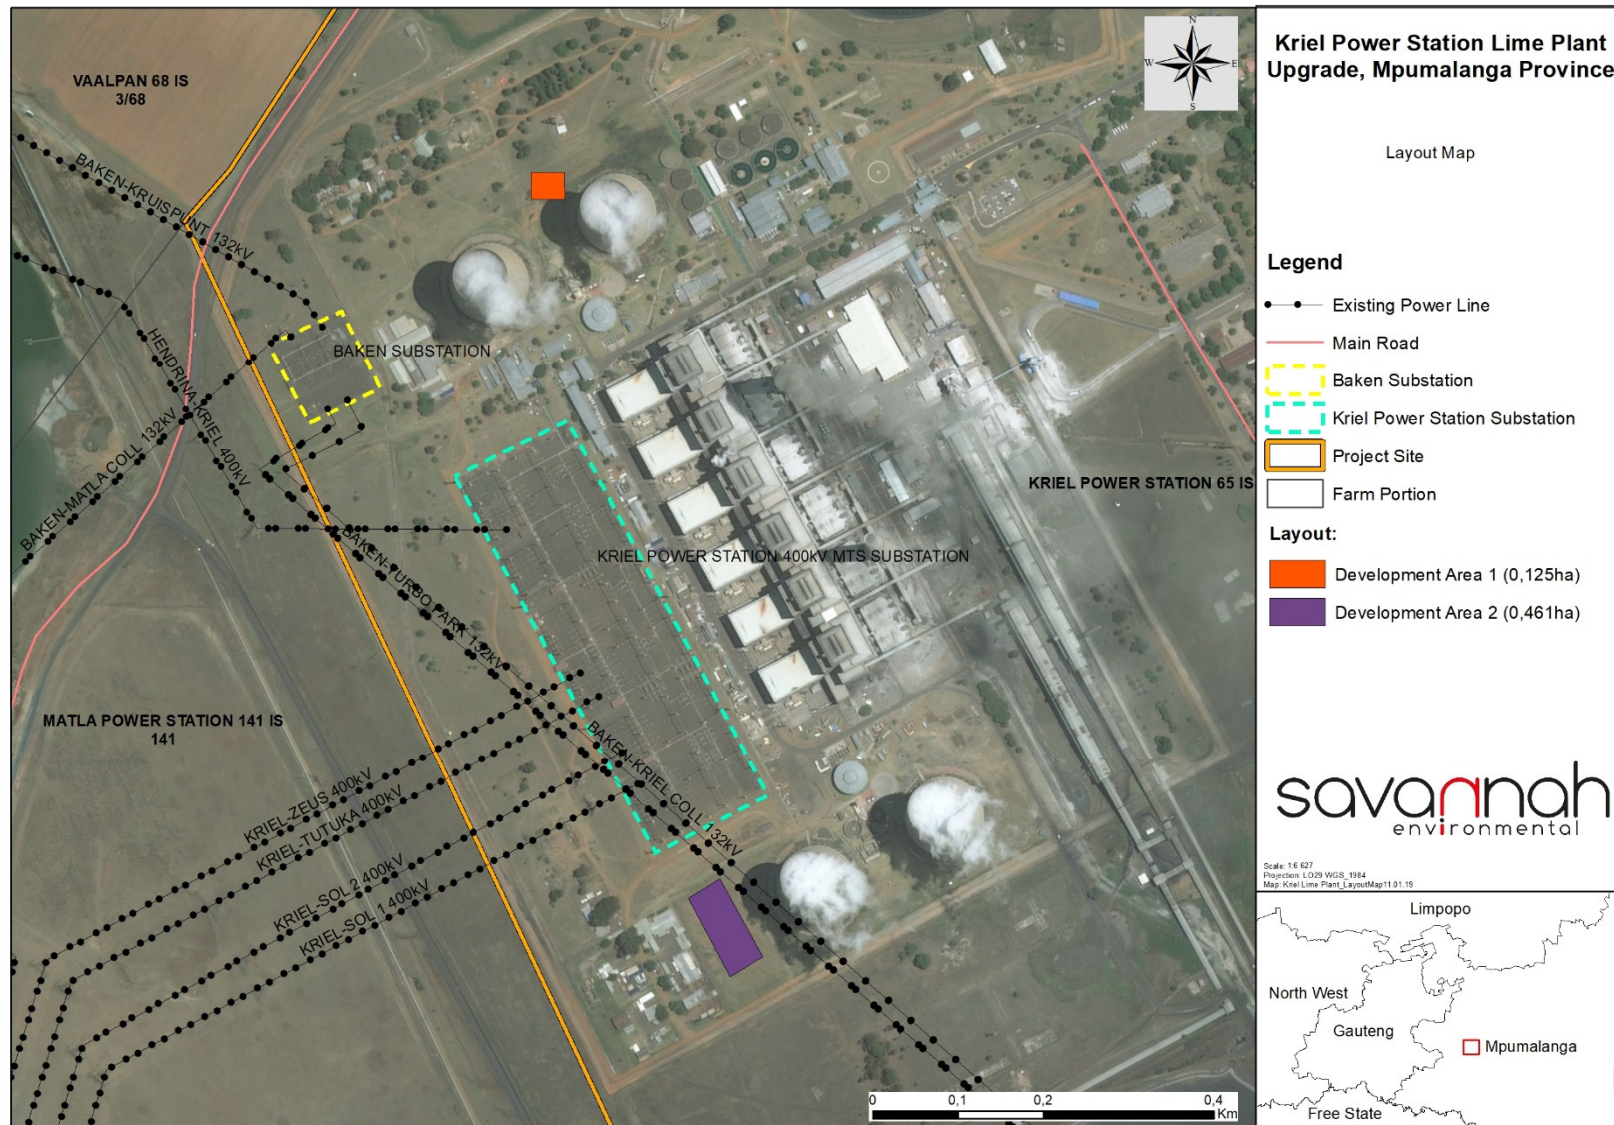 Kriel Power Station Lime Plant
Upgrade, Mpumalanga Province
Layout Map
Legend
Existing Power Line
Main Road
Baken Substation
Kriel Power Station Substation
Project Site
Farm Portion
Layout:
Development Area 1 (0,125ha)
Development Area 2 (0,461ha)
savannah
environmental
Scale: 1:6 627
Projection: LO29 WGS_1984
Map: Kriel Lime Plant_LayoutMap11.01.19
Limpopo
North West
Gauteng
Mpumalanga
Free State
N
W
E
S
VAALPAN 68 IS
3/68
BAKEN-KRUISPUNT 132kV
HENDRINA-KRIEL 400kV
BAKEN SUBSTATION
BAKEN-MATLA COLL 132kV
KRIEL POWER STATION 65 IS
BAKEN-TURBO PARK 132kV
KRIEL POWER STATION 400kV MTS SUBSTATION
MATLA POWER STATION 141 IS
141
BAKEN-KRIEL COLL 132kV
KRIEL-ZEUS 400kV
KRIEL-TUTUKA 400kV
KRIEL-SOL 2 400kV
KRIEL-SOL 1 400kV
0 0,1 0,2 0,4
Km